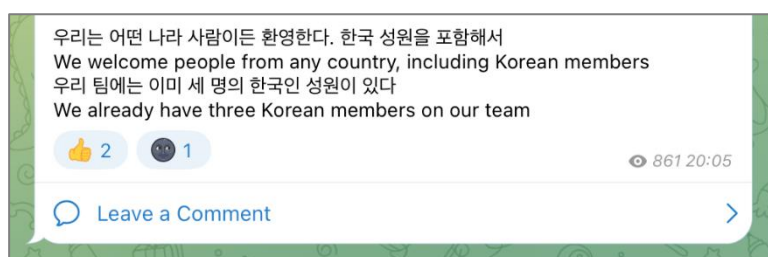 우리는 어떤 나라 사람이든 환영한다. 한국 성원을 포함해서
We welcome people from any country, including Korean members
우리 팀에는 이미 세 명의 한국인 성원이 있다
We already have three Korean members on our team
👍 2 🌚 1
861 20:05
Leave a Comment